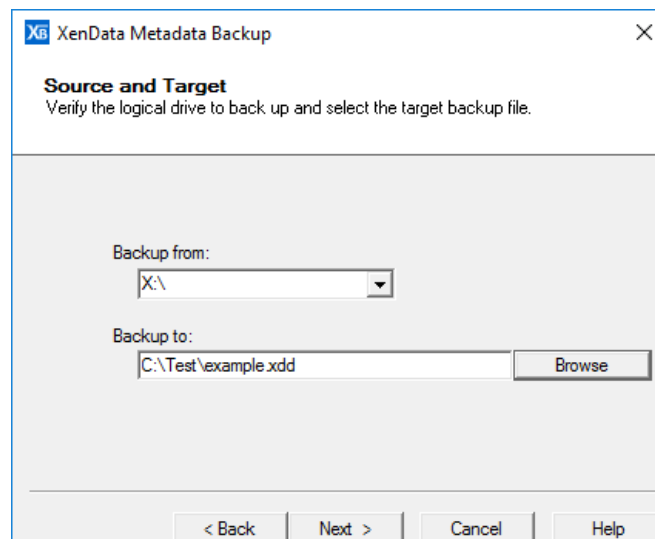 XB XenData Metadata Backup
Source and Target
Verify the logical drive to back up and select the target backup file.
Backup from:
X:\
Backup to:
C:\Test\example.xdd Browse
< Back Next > Cancel Help